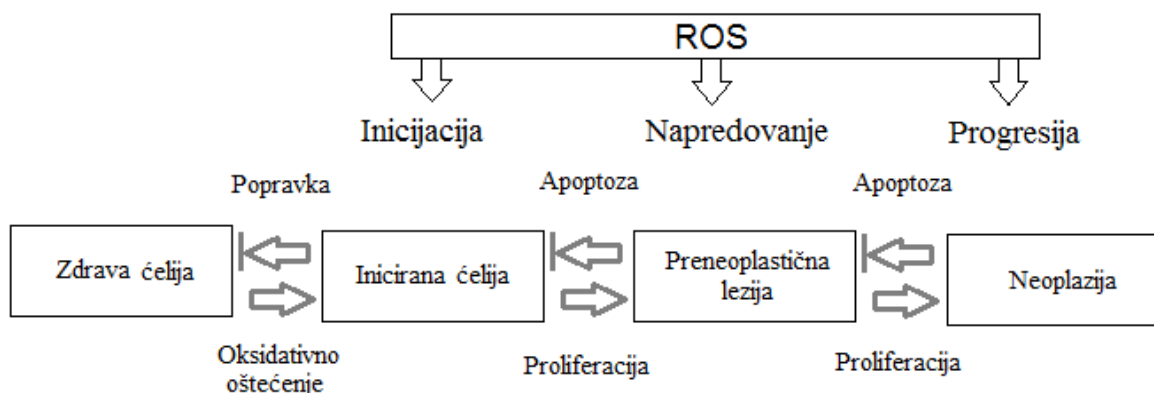 ROS
Inicijacija
Napredovanje
Progresija
Popravka
Apoptoza
Apoptoza
Zdrava ćelija
Inicirana ćelija
Preneoplastična
lezija
Neoplazija
Oksidativno
oštećenje
Proliferacija
Proliferacija